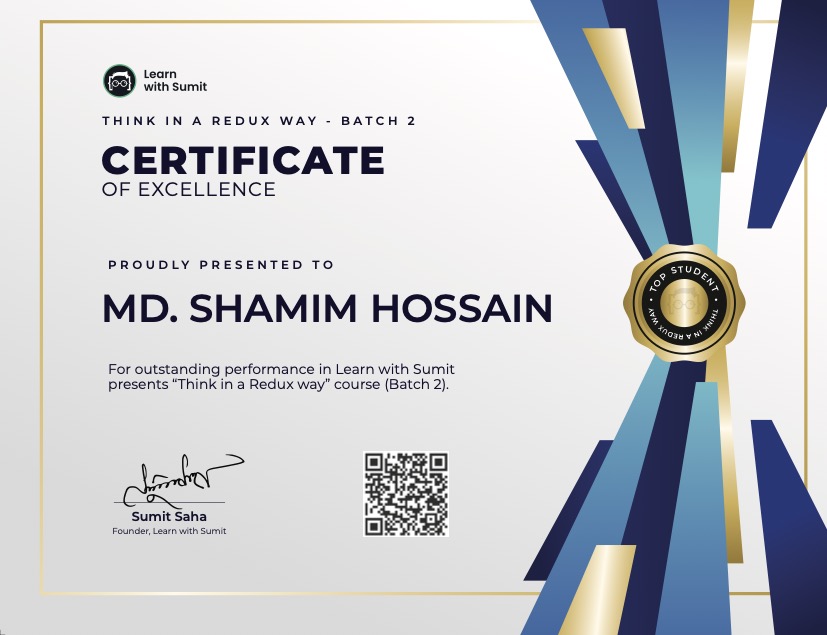 Learn
with Sumit
THINK IN A REDUX WAY - BATCH 2
CERTIFICATE
OF EXCELLENCE
PROUDLY PRESENTED TO
MD. SHAMIM HOSSAIN
TOP STUDENT
THINK IN A REDUX WAY
For outstanding performance in Learn with Sumit
presents “Think in a Redux way” course (Batch 2).
Sumit Saha
Founder, Learn with Sumit